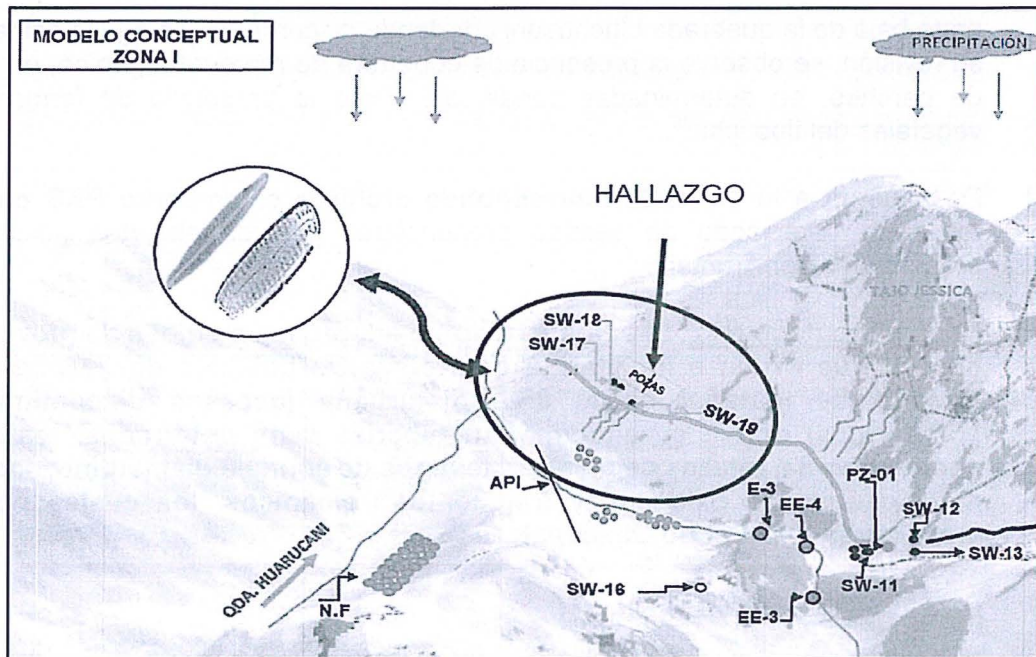 MODELO CONCEPTUAL
ZONA I
PRECIPITACIÓN
HALLAZGO
TAJO JESSICA
SW-18
SW-17
POZAS
SW-19
API
E-3
EE-4
PZ-01
SW-12
SW-13
SW-11
SW-16
EE-3
QDA. HUARUCANI
N.F